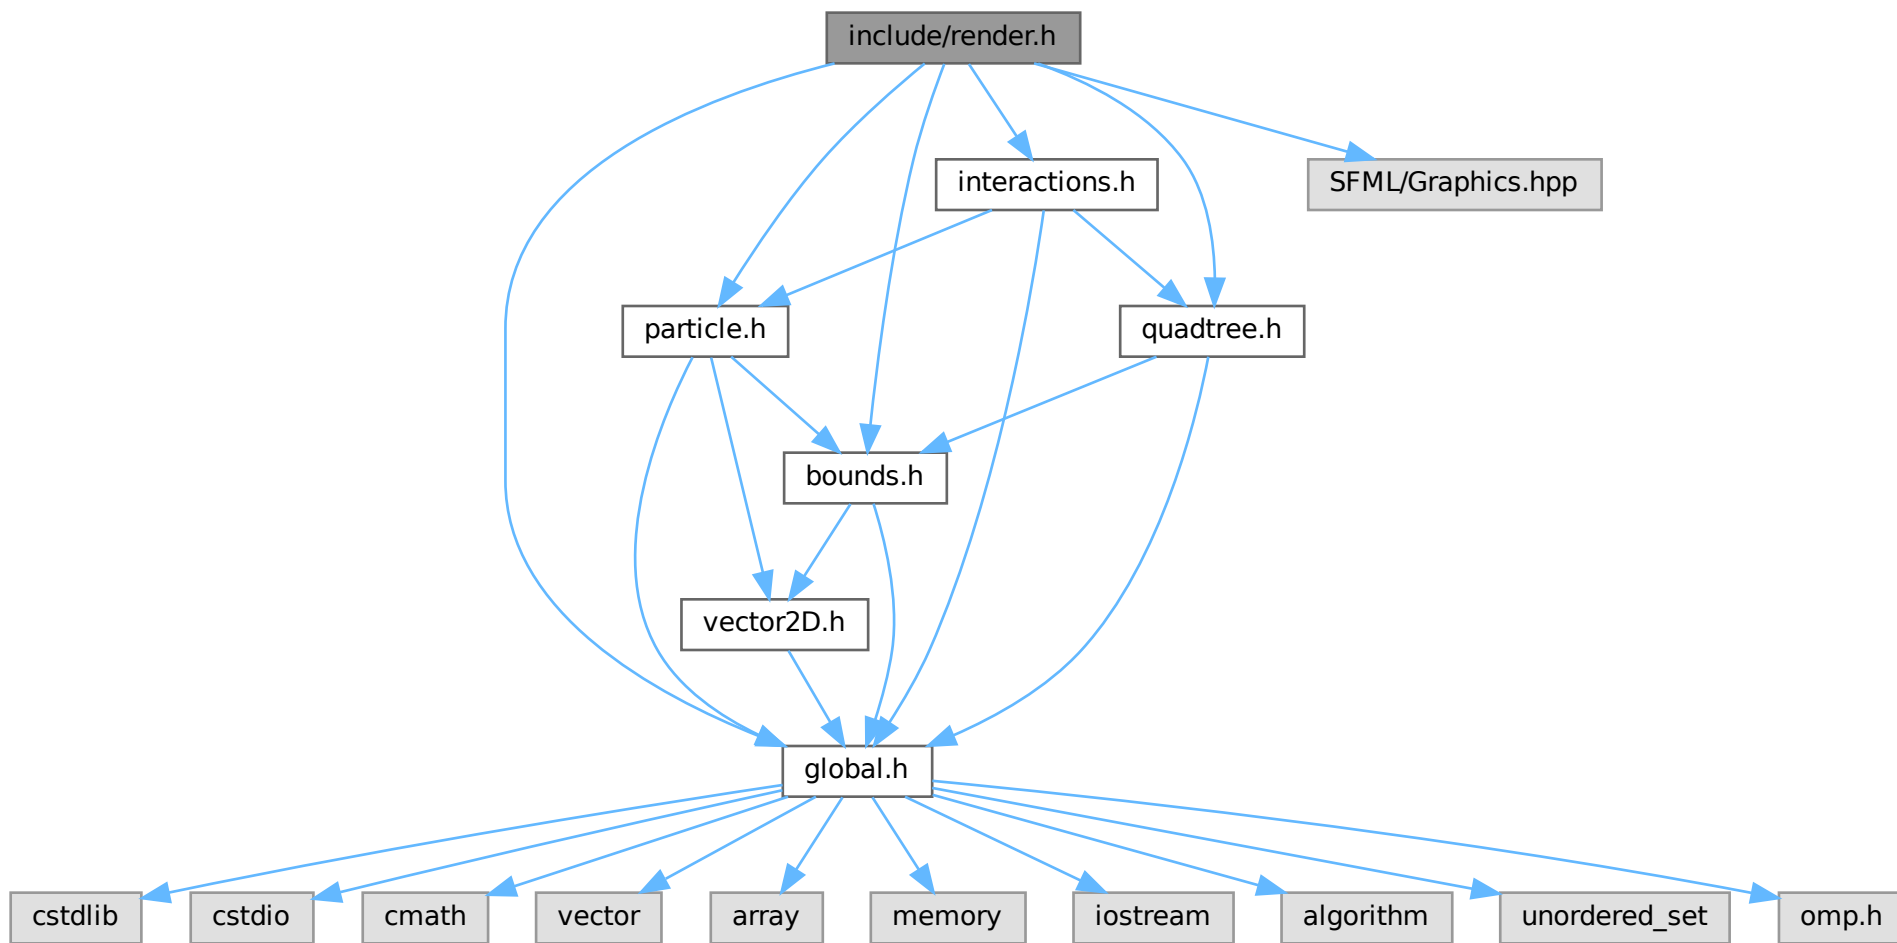 include/render.h
interactions.h
SFML/Graphics.hpp
particle.h
quadtree.h
bounds.h
vector2D.h
global.h
cstdlib
cstdio
cmath
vector
array
memory
iostream
algorithm
unordered_set
omp.h